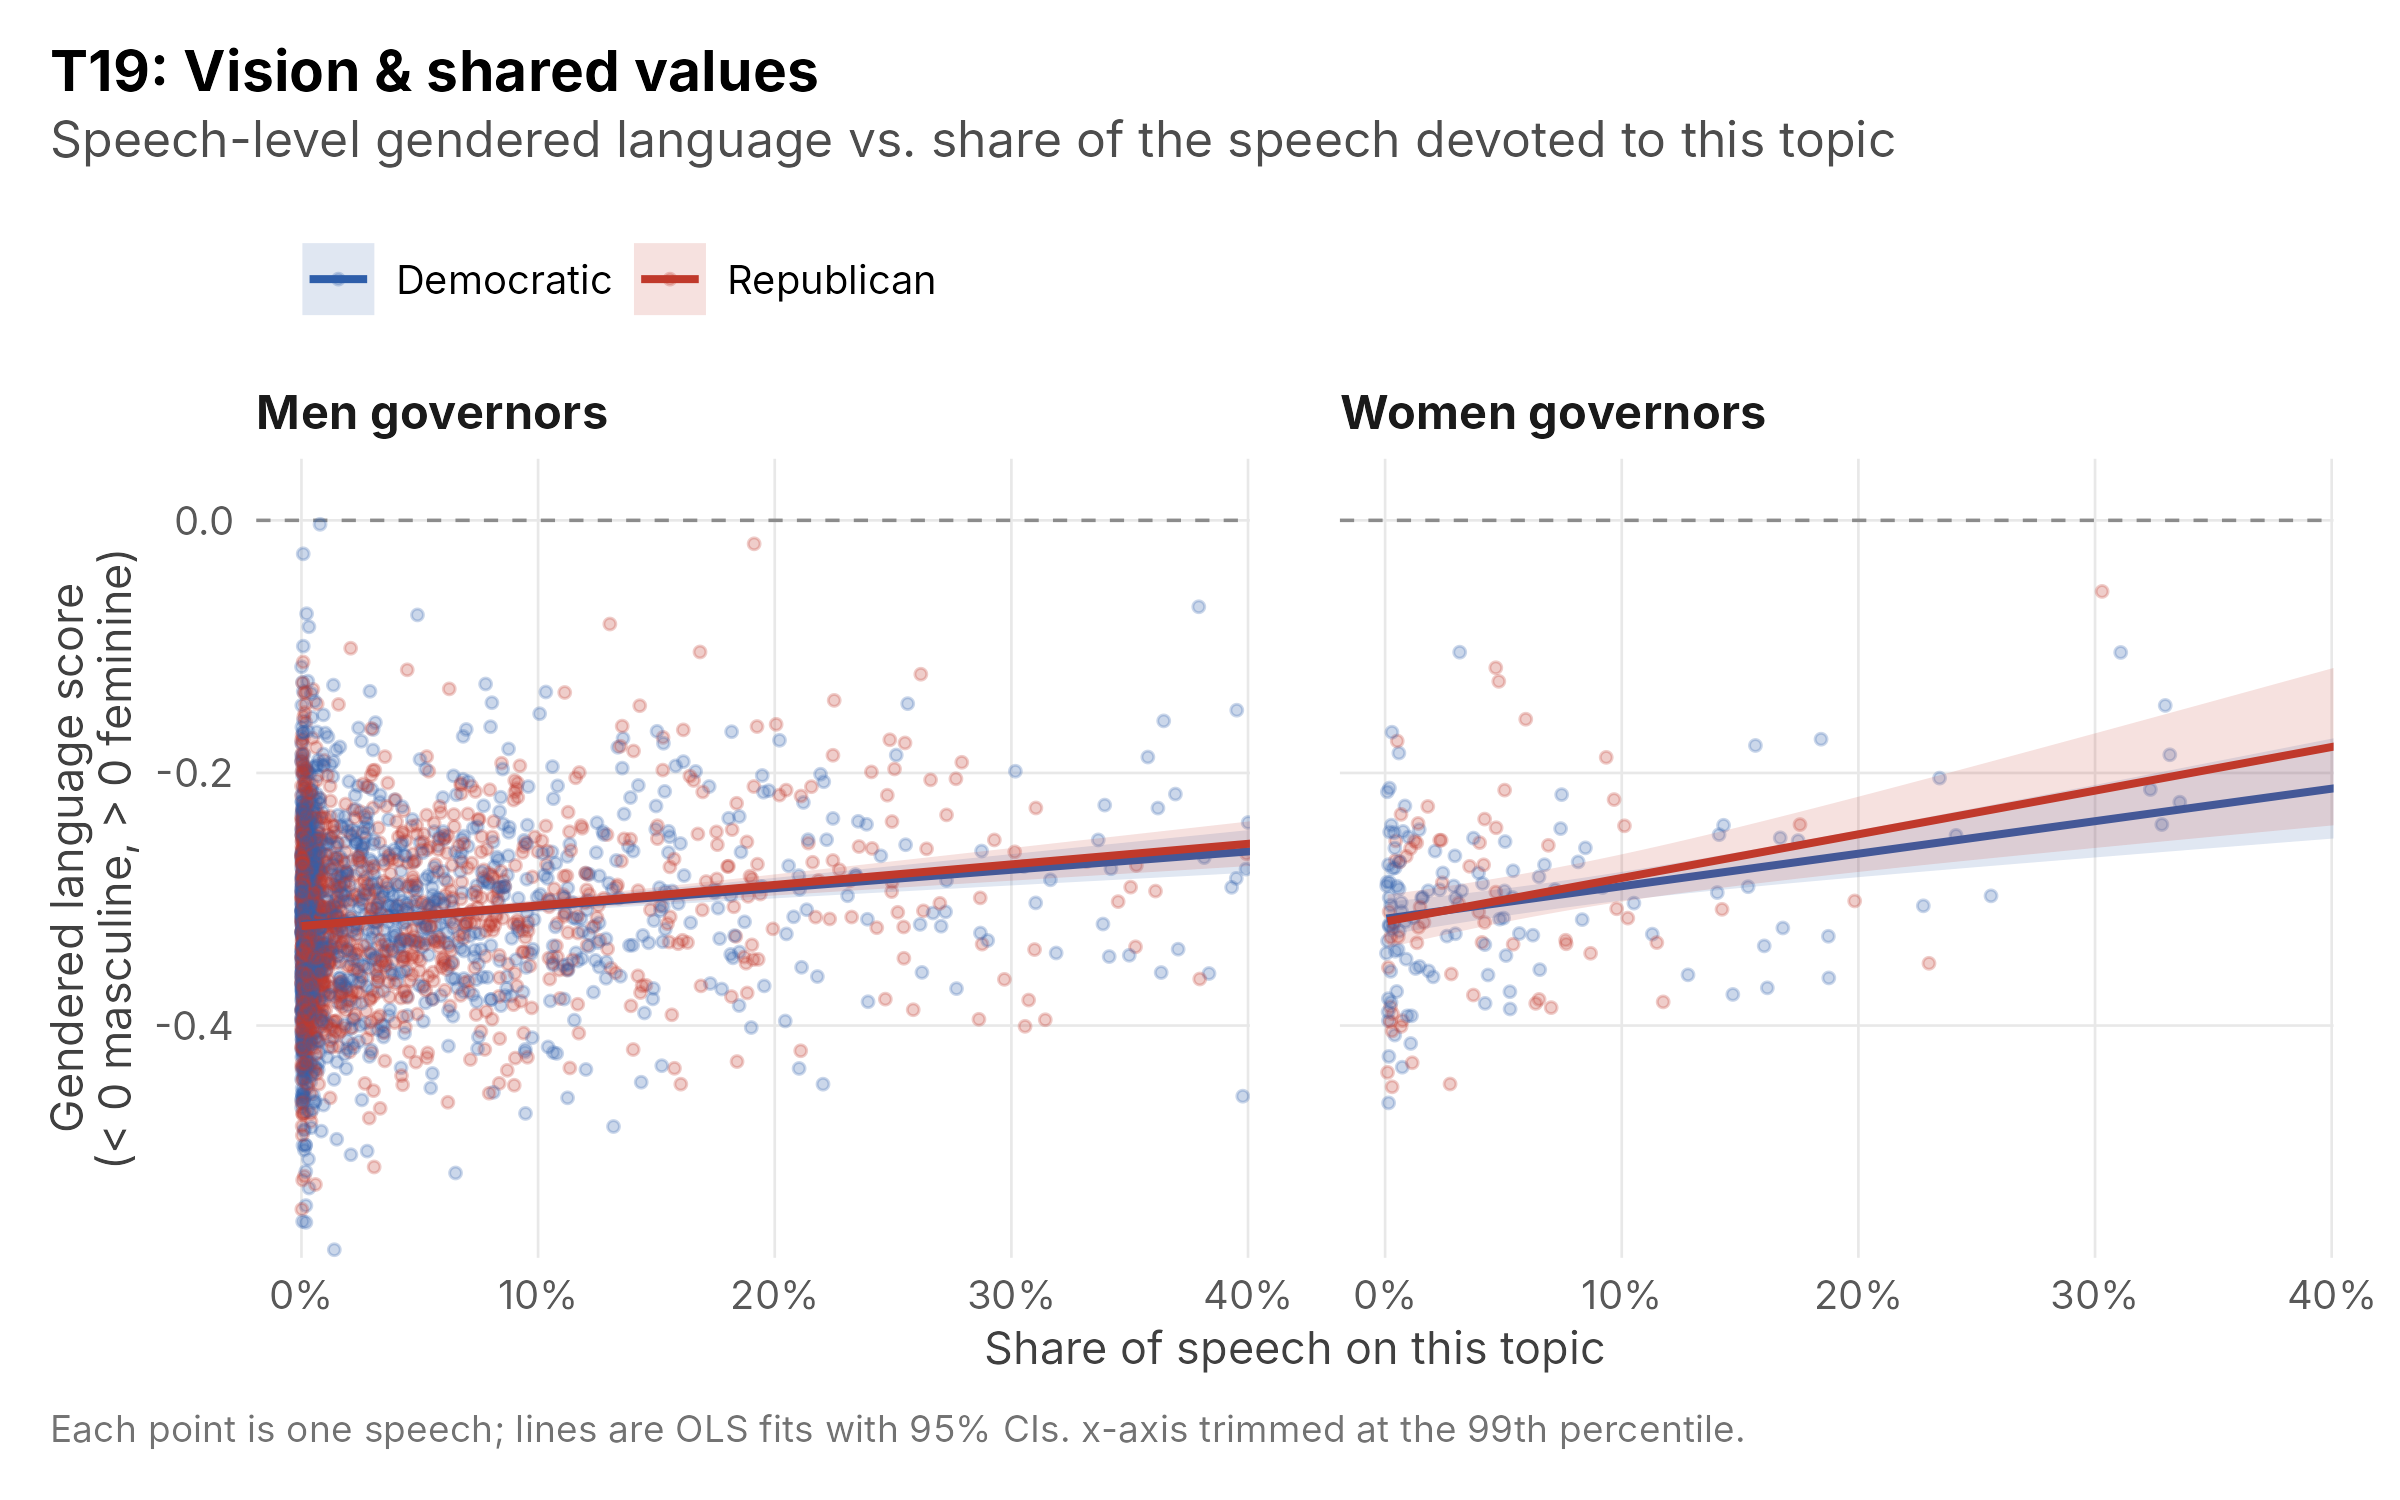 T19: Vision & shared values
Speech-level gendered language vs. share of the speech devoted to this topic
Democratic
Republican
Men governors
Women governors
Gendered language score
(< 0 masculine, > 0 feminine)
0.0
-0.2
-0.4
0%
10%
20%
30%
40%
0%
10%
20%
30%
40%
Share of speech on this topic
Each point is one speech; lines are OLS fits with 95% CIs. x-axis trimmed at the 99th percentile.